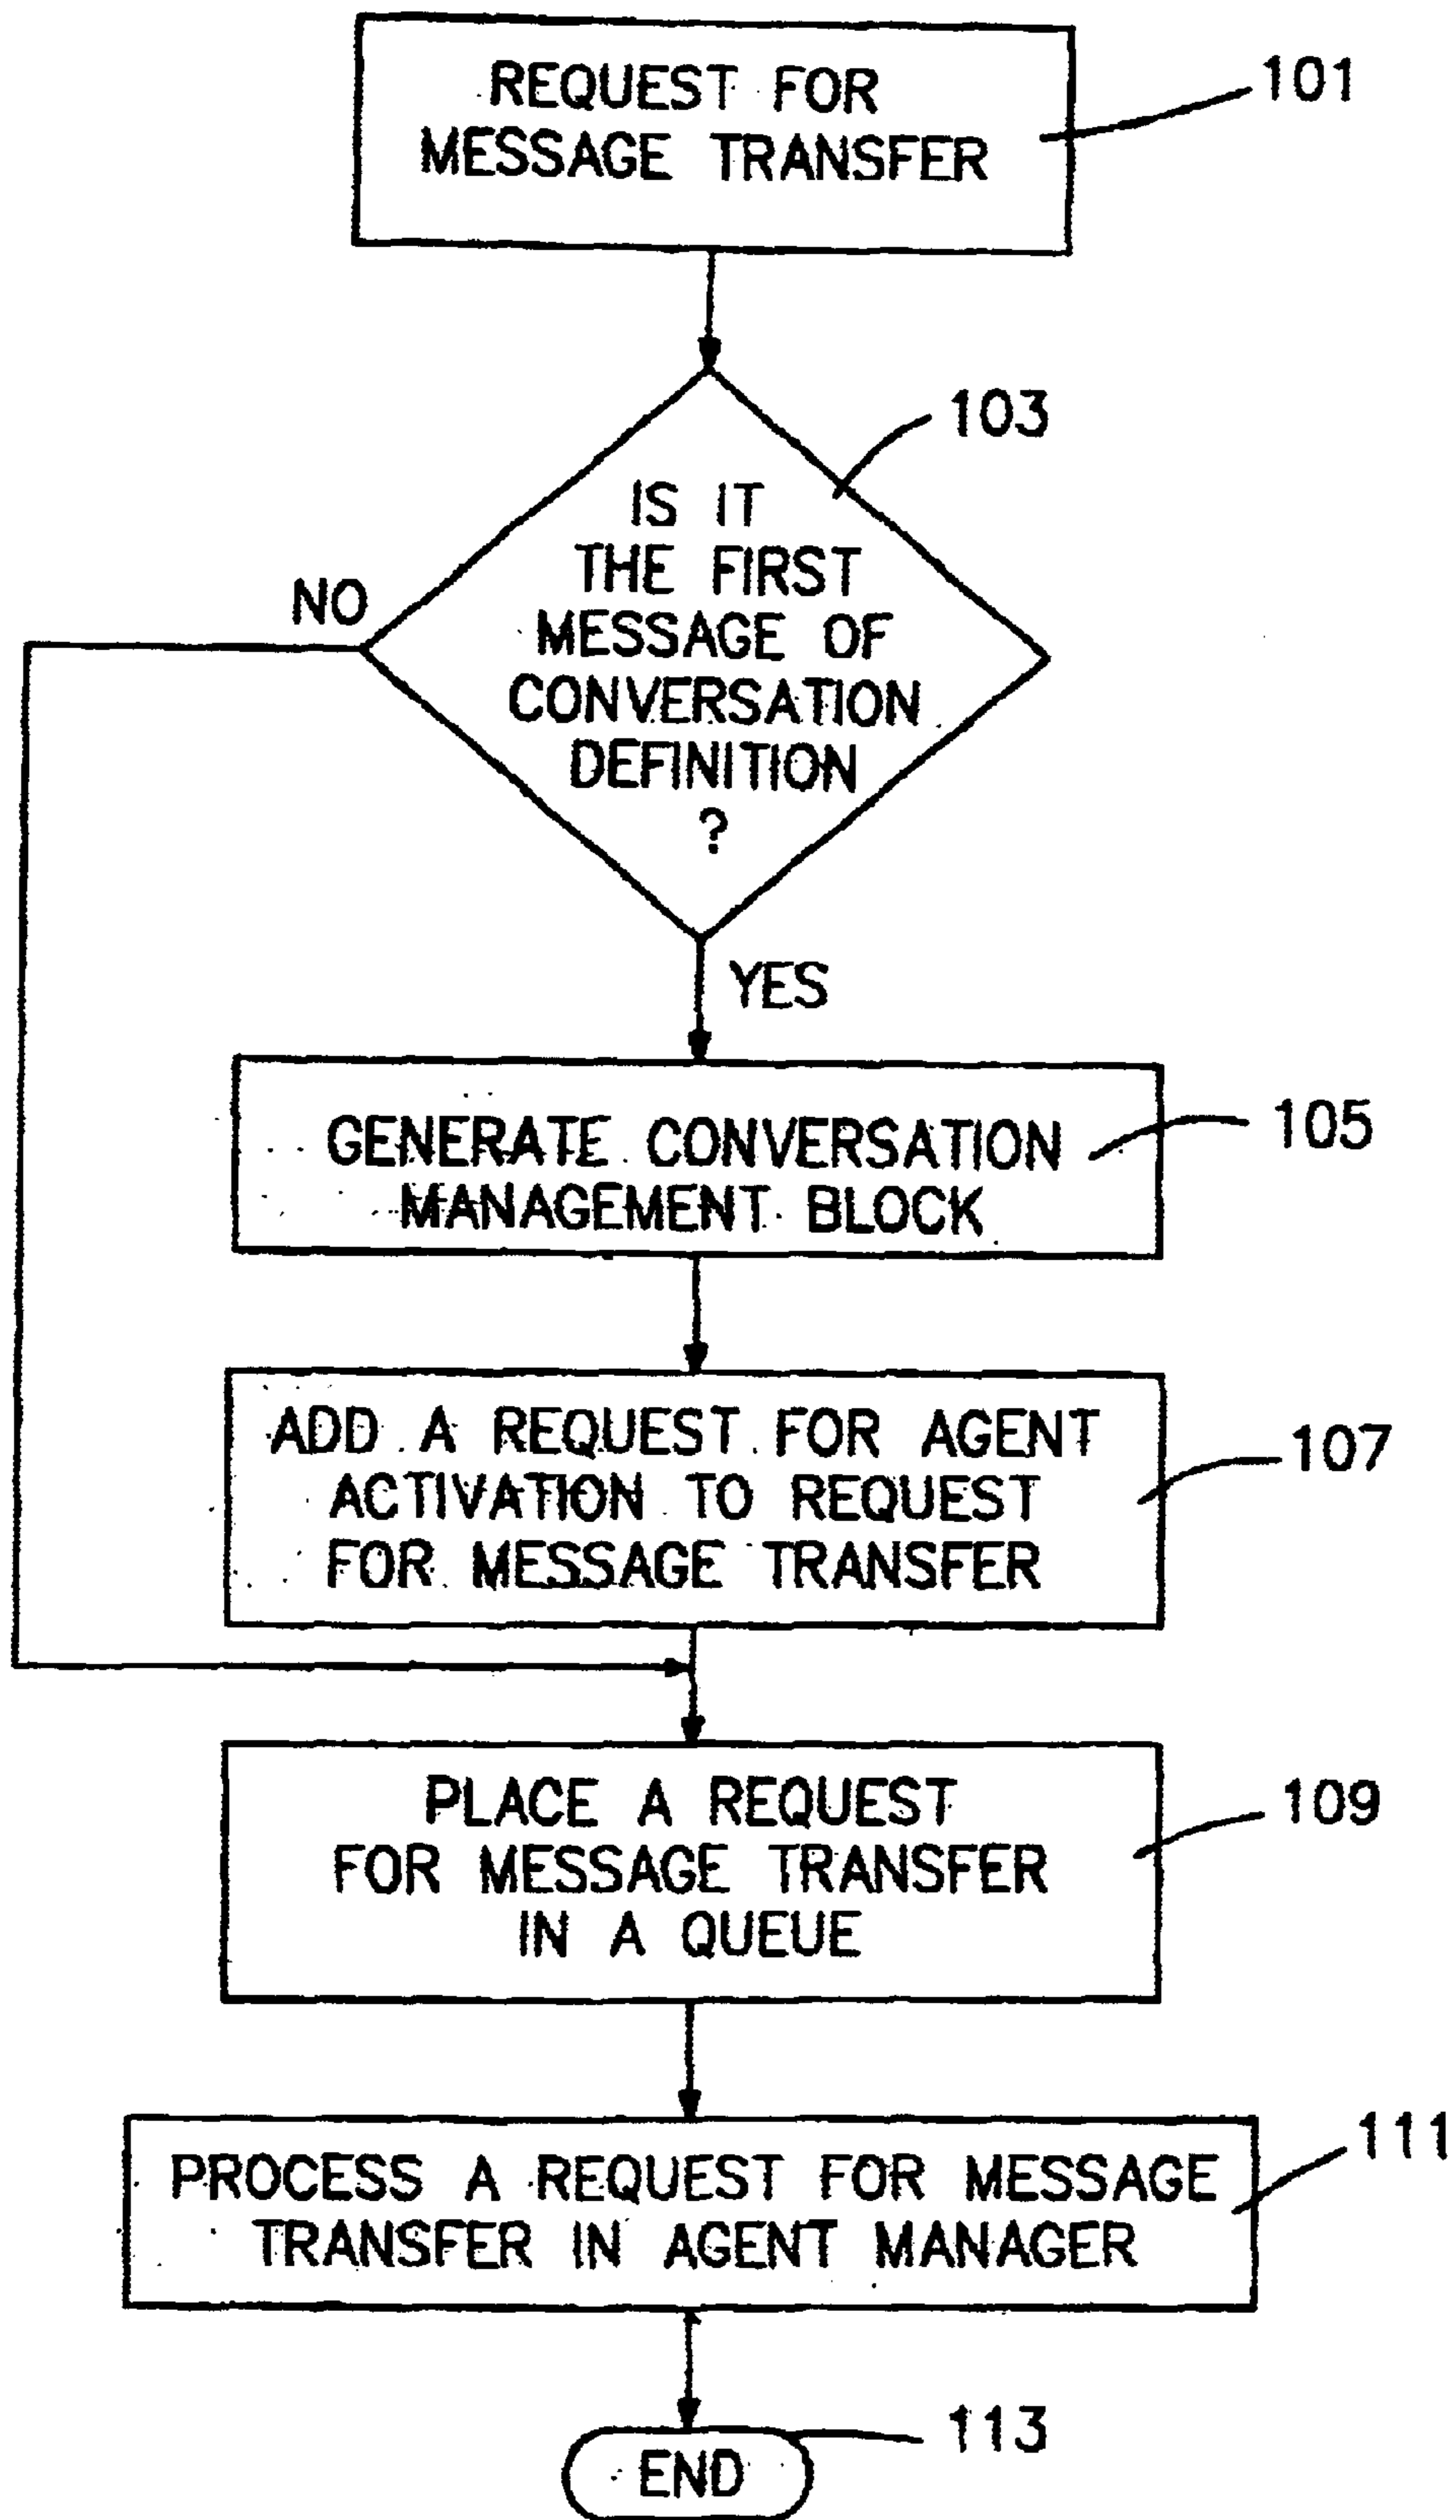 REQUEST FOR
MESSAGE TRANSFER
101
103
IS IT
THE FIRST
MESSAGE OF
CONVERSATION
DEFINITION
?
NO
YES
GENERATE CONVERSATION
MANAGEMENT BLOCK
105
ADD A REQUEST FOR AGENT
ACTIVATION TO REQUEST
FOR MESSAGE TRANSFER
107
PLACE A REQUEST
FOR MESSAGE TRANSFER
IN A QUEUE
109
PROCESS A REQUEST FOR MESSAGE
TRANSFER IN AGENT MANAGER
111
END
113